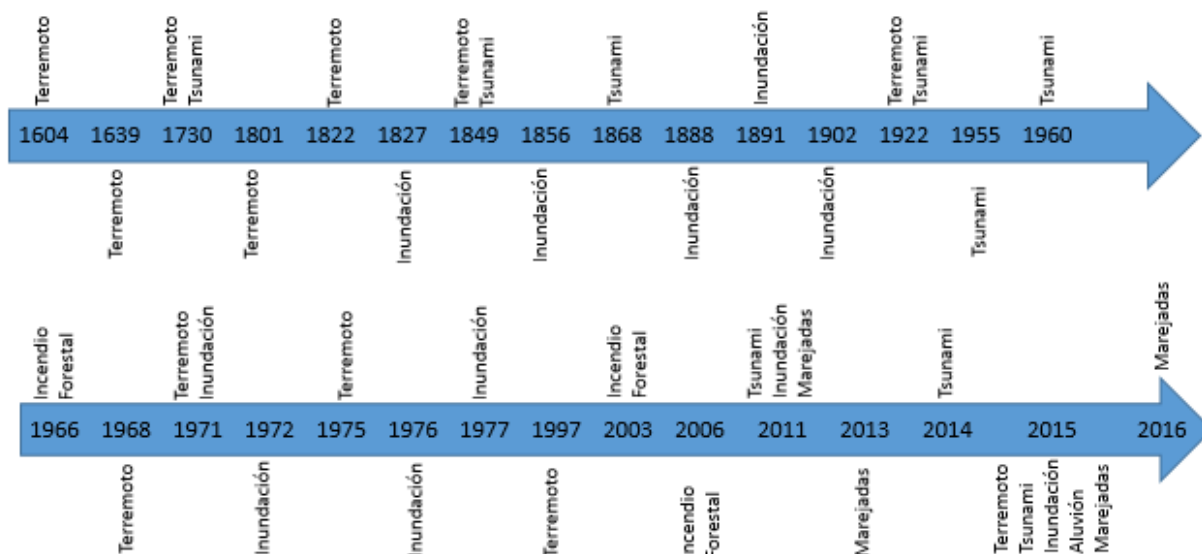 Terremoto
Terremoto
Tsunami
Terremoto
Terremoto
Tsunami
Tsunami
Inundación
Terremoto
Tsunami
Tsunami
1604 1639 1730 1801 1822 1827 1849 1856 1868 1888 1891 1902 1922 1955 1960
Terremoto
Terremoto
Inundación
Inundación
Inundación
Inundación
Tsunami
Incendio
Forestal
Terremoto
Inundación
Terremoto
Inundación
Incendio
Forestal
Tsunami
Inundación
Marejadas
Tsunami
Marejadas
1966 1968 1971 1972 1975 1976 1977 1997 2003 2006 2011 2013 2014 2015 2016
Terremoto
Inundación
Inundación
Terremoto
Incendio
Forestal
Marejadas
Terremoto
Tsunami
Inundación
Aluvión
Marejadas